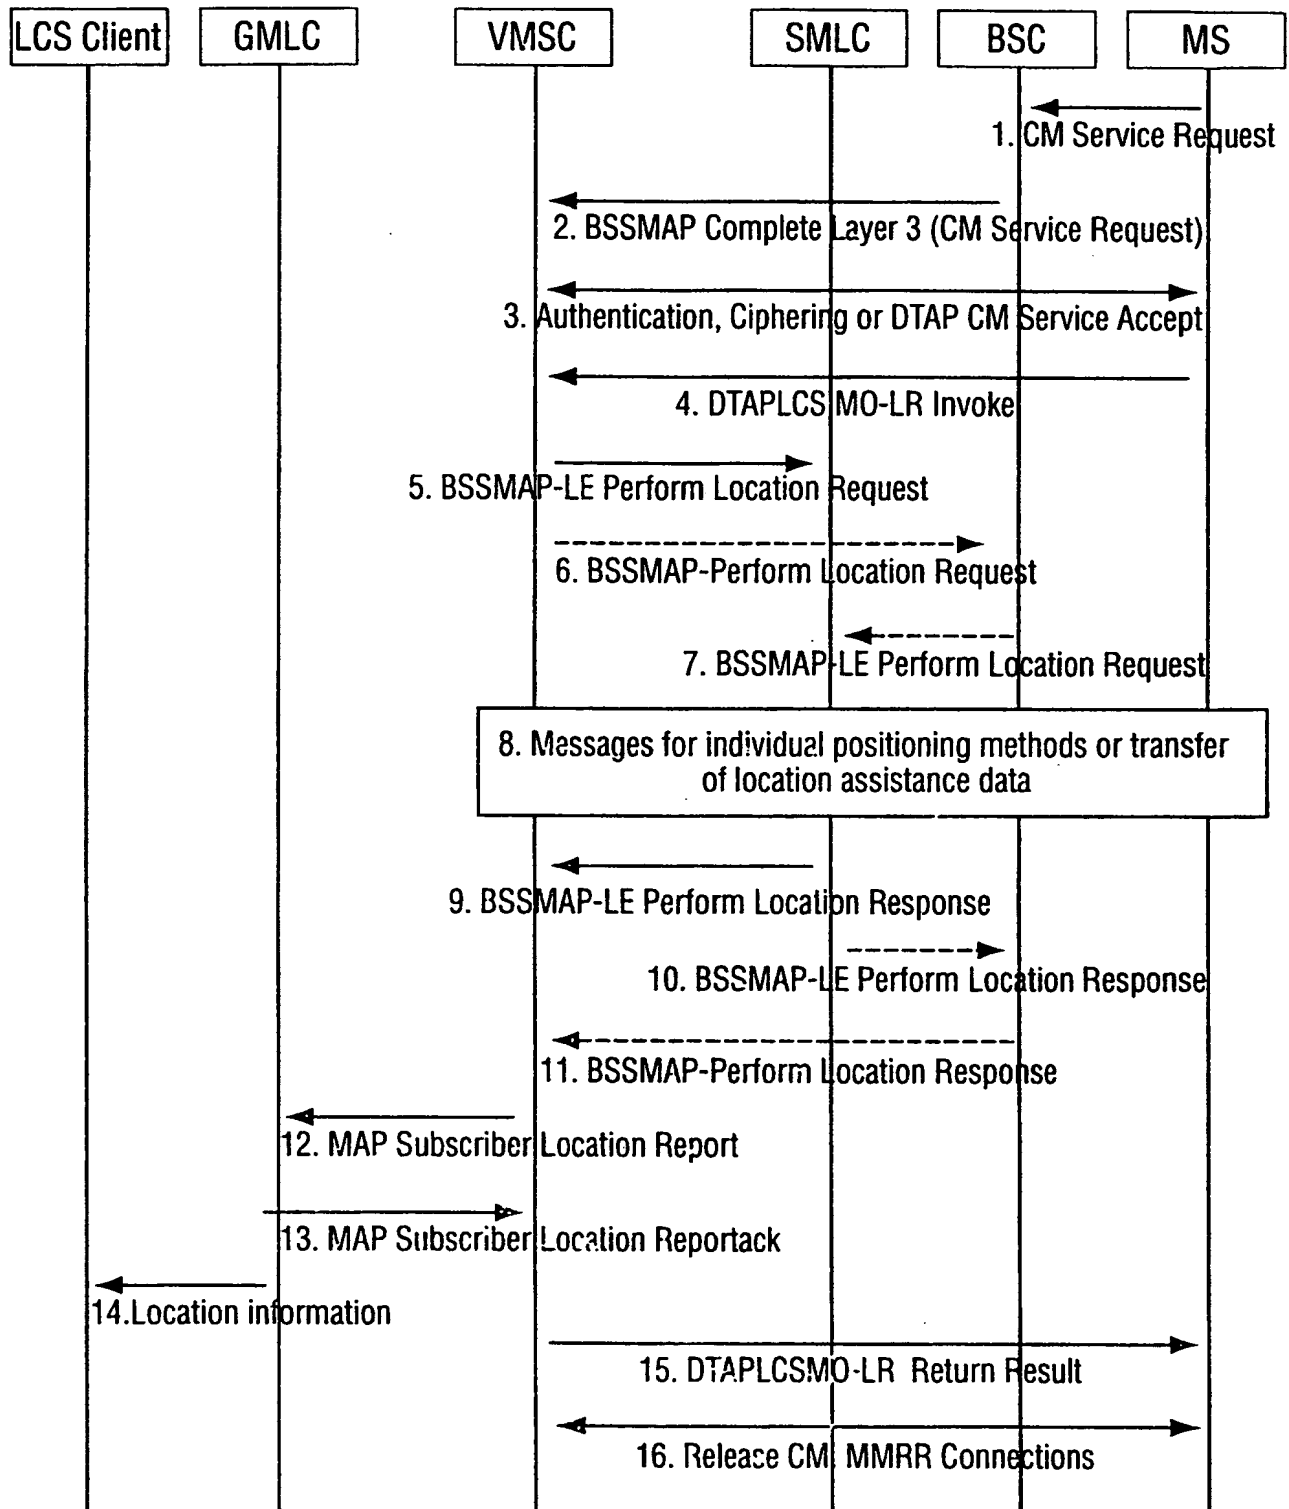 LCS Client GMLC VMSC SMLC BSC MS
1. CM Service Request
2. BSSMAP Complete Layer 3 (CM Service Request)
3. Authentication, Ciphering or DTAP CM Service Accept
4. DTAPLCS MO-LR Invoke
5. BSSMAP-LE Perform Location Request
6. BSSMAP-Perform Location Request
7. BSSMAP-LE Perform Location Request
8. Messages for individual positioning methods or transfer
of location assistance data
9. BSSMAP-LE Perform Location Response
10. BSSMAP-LE Perform Location Response
11. BSSMAP-Perform Location Response
12. MAP Subscriber Location Report
13. MAP Subscriber Location Reportack
14.Location information
15. DTAPLCSMO-LR Return Result
16. Release CM MMRR Connections